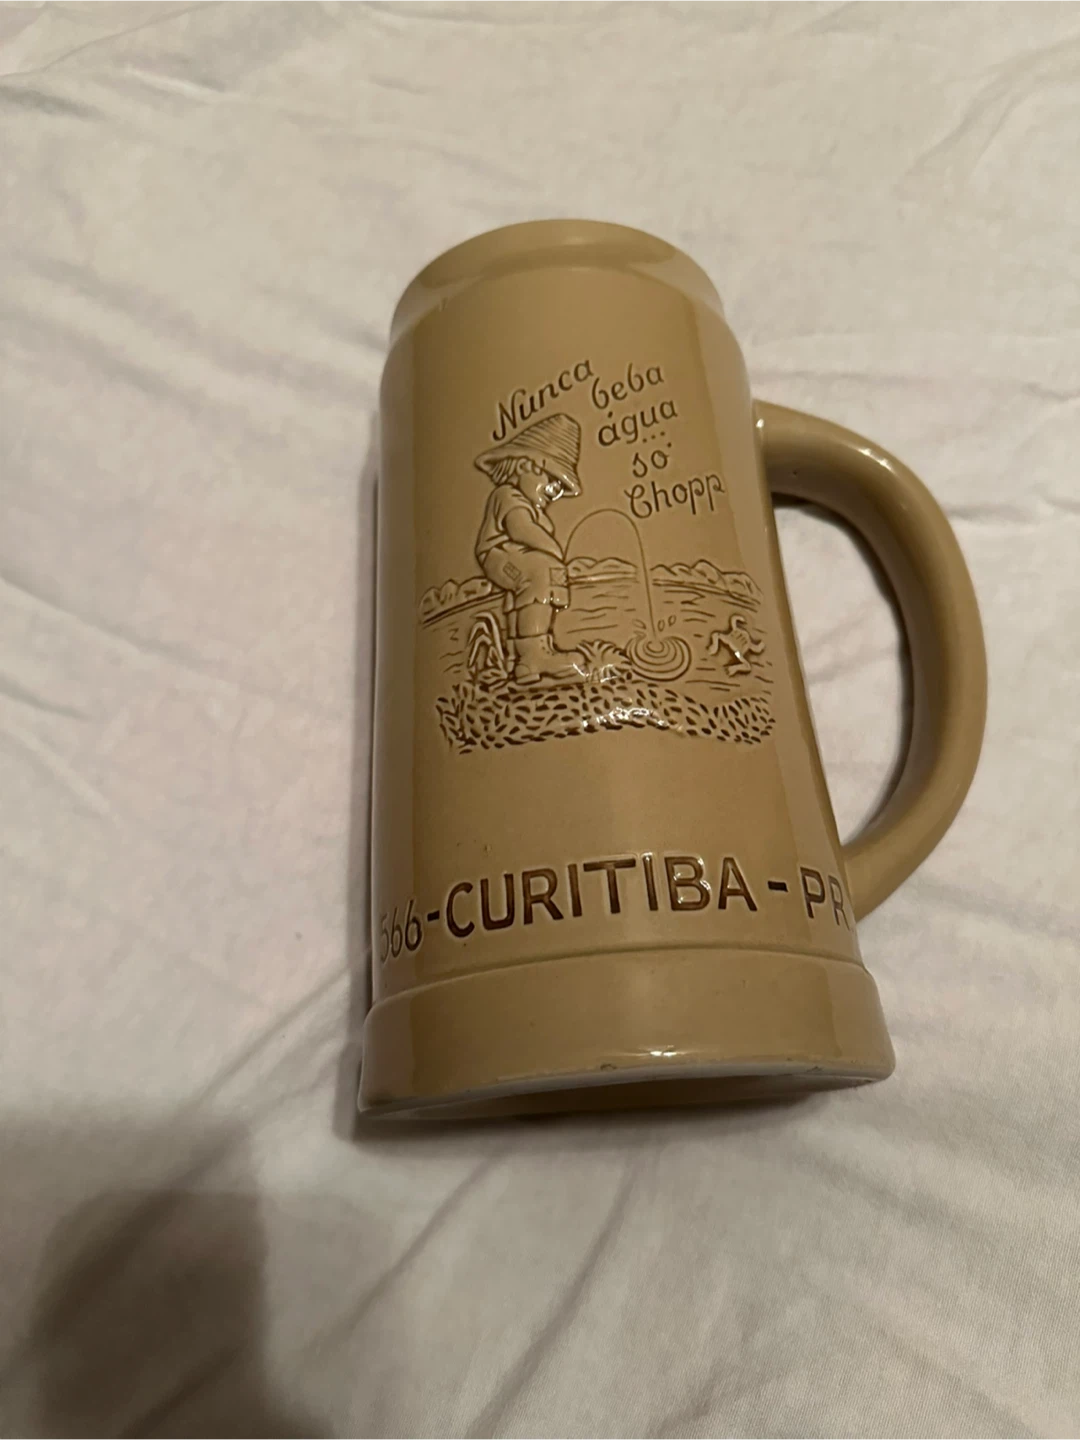 Nunca
beba
água
...
só
Chopp
566-CURITIBA - PR